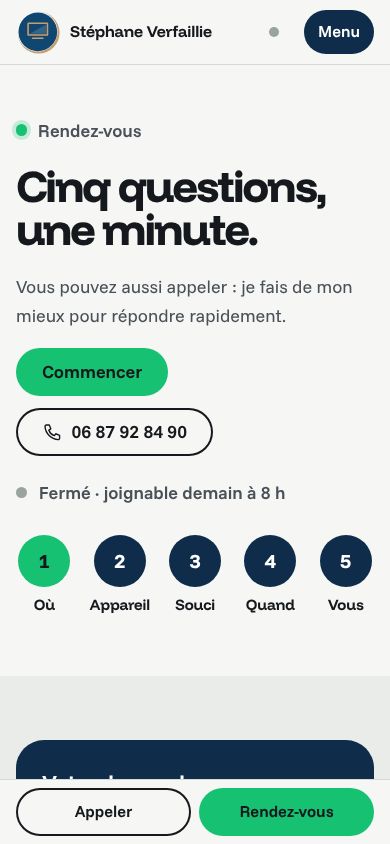 Stéphane Verfaillie
Menu
Rendez-vous
Cinq questions,
une minute.
Vous pouvez aussi appeler : je fais de mon
mieux pour répondre rapidement.
Commencer
06 87 92 84 90
Fermé · joignable demain à 8 h
1 2 3 4 5
Où Appareil Souci Quand Vous
Appeler
Rendez-vous